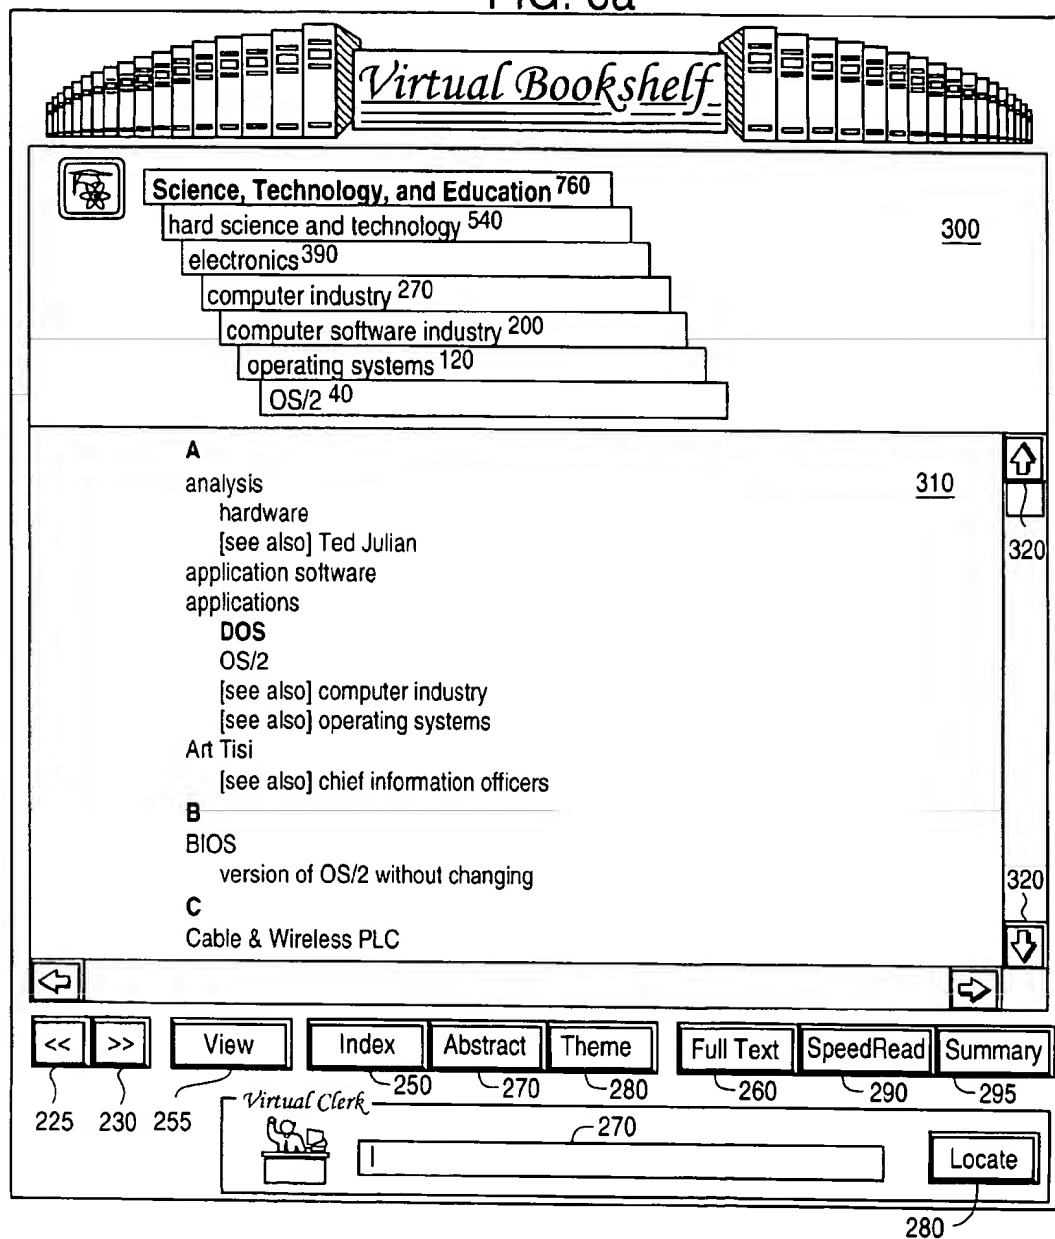 FIG. 6a
Virtual Bookshelf
Science, Technology, and Education 760
hard science and technology 540
300
electronics 390
computer industry 270
computer software industry 200
operating systems 120
OS/2 40
A
analysis
310
hardware
[see also] Ted Julian
320
application software
applications
DOS
OS/2
[see also] computer industry
[see also] operating systems
Art Tisi
[see also] chief information officers
B
BIOS
version of OS/2 without changing
320
C
Cable & Wireless PLC
<< >> View Index Abstract Theme Full Text SpeedRead Summary
250 270 280 260 290 295
225 230 255
Virtual Clerk
270
Locate
280